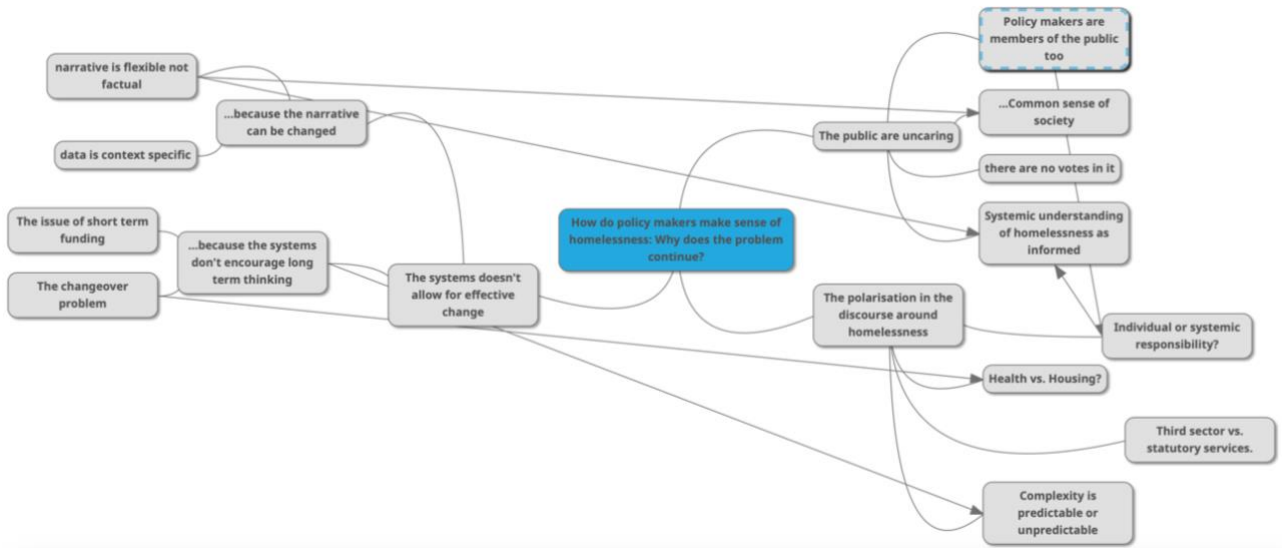 Policy makers are
members of the public
too
narrative is flexible not
factual
...because the narrative
can be changed
...Common sense of
society
The public are uncaring
data is context specific
there are no votes in it
The issue of short term
funding
...because the systems
don't encourage long
term thinking
How do policy makers make sense of
homelessness: Why does the problem
continue?
Systemic understanding
of homelessness as
informed
The changeover
problem
The systems doesn't
allow for effective
change
The polarisation in the
discourse around
homelessness
Individual or systemic
responsibility?
Health vs. Housing?
Third sector vs.
statutory services.
Complexity is
predictable or
unpredictable